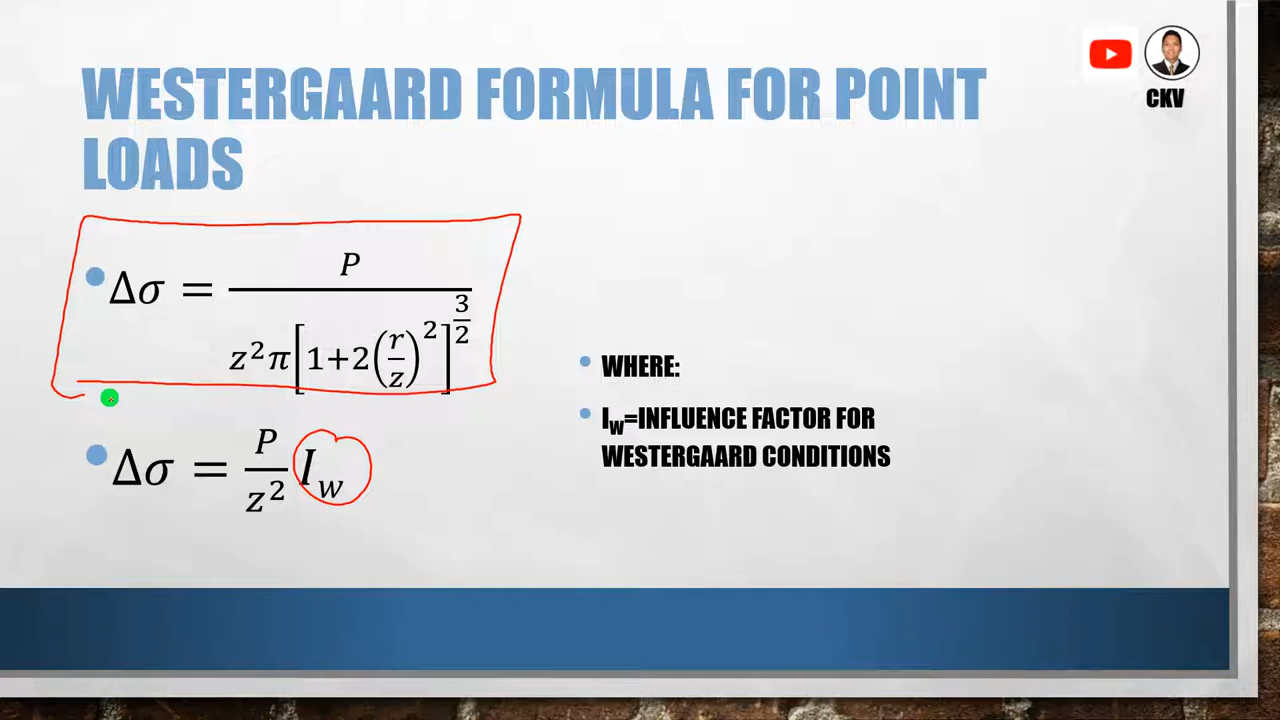 WESTERGAARD FORMULA FOR POINT
LOADS
CKV
Δσ = P / z²π[1+2(r/z)²]^(3/2)
Δσ = P/z² I_w
WHERE:
I_W=INFLUENCE FACTOR FOR
WESTERGAARD CONDITIONS